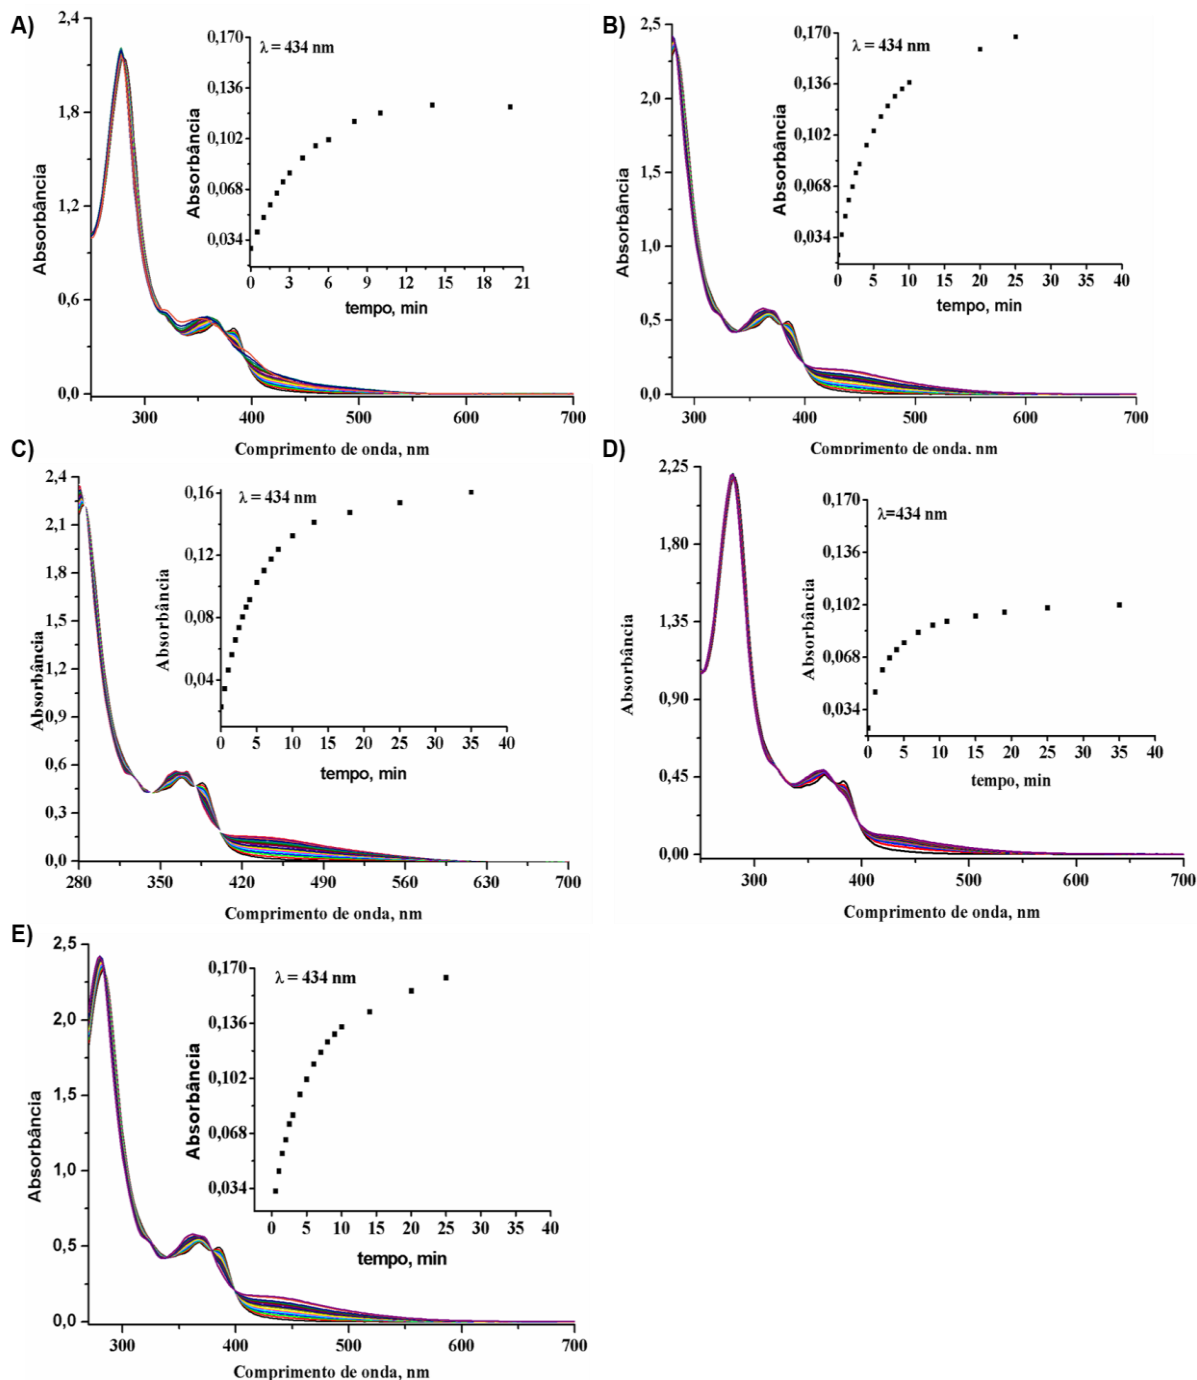 A)
2,4
1,8
1,2
0,6
0,0
Absorbância
300 400 500 600 700
Comprimento de onda, nm
λ = 434 nm
0,170
0,136
0,102
0,068
0,034
Absorbância
0 3 6 9 12 15 18 21
tempo, min
B)
2,5
2,0
1,5
1,0
0,5
0,0
Absorbância
300 400 500 600 700
Comprimento de onda, nm
λ = 434 nm
0,170
0,136
0,102
0,068
0,034
Absorbância
0 5 10 15 20 25 30 35 40
tempo, min
C)
2,4
2,1
1,8
1,5
1,2
0,9
0,6
0,3
0,0
Absorbância
280 350 420 490 560 630 700
Comprimento de onda, nm
λ = 434 nm
0,16
0,12
0,08
0,04
Absorbância
0 5 10 15 20 25 30 35 40
tempo, min
D)
2,25
1,80
1,35
0,90
0,45
0,00
Absorbância
300 400 500 600 700
Comprimento de onda, nm
λ=434 nm
0,170
0,136
0,102
0,068
0,034
Absorbância
0 5 10 15 20 25 30 35 40
tempo, min
E)
2,5
2,0
1,5
1,0
0,5
0,0
Absorbância
300 400 500 600 700
Comprimento de onda, nm
λ = 434 nm
0,170
0,136
0,102
0,068
0,034
Absorbância
0 5 10 15 20 25 30 35 40
tempo, min